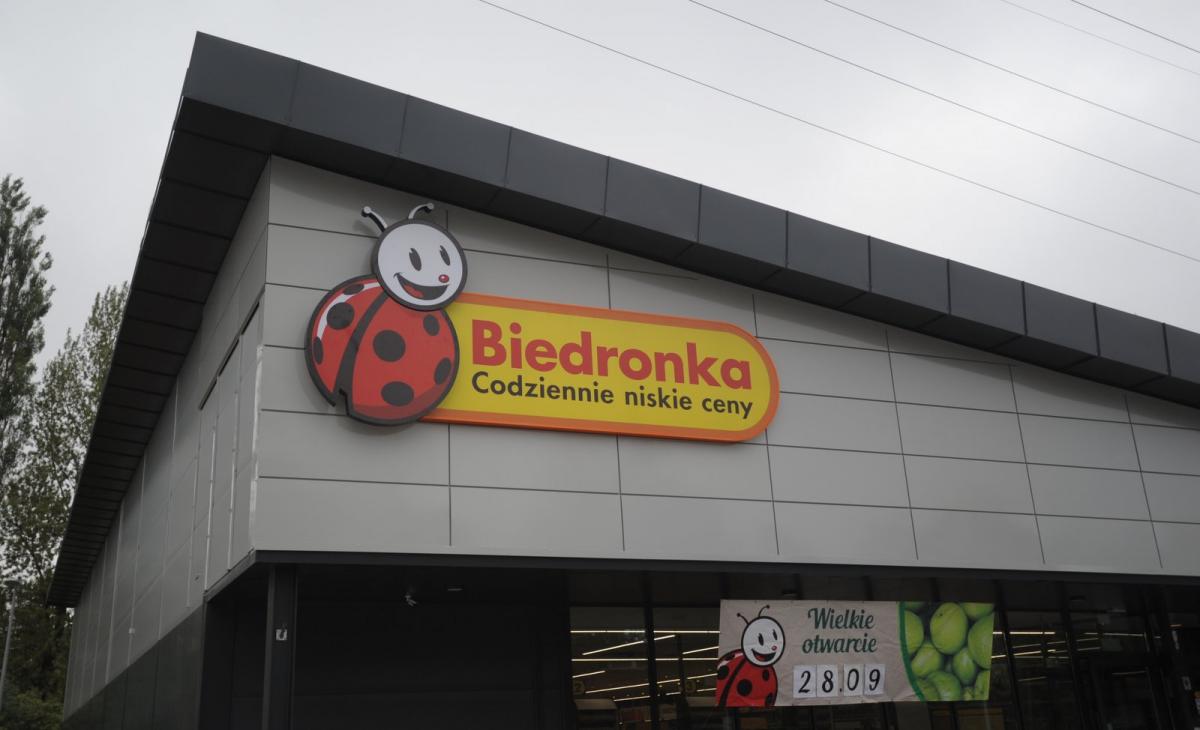 Biedronka
Codziennie niskie ceny
Wielkie
otwarcie
28.09